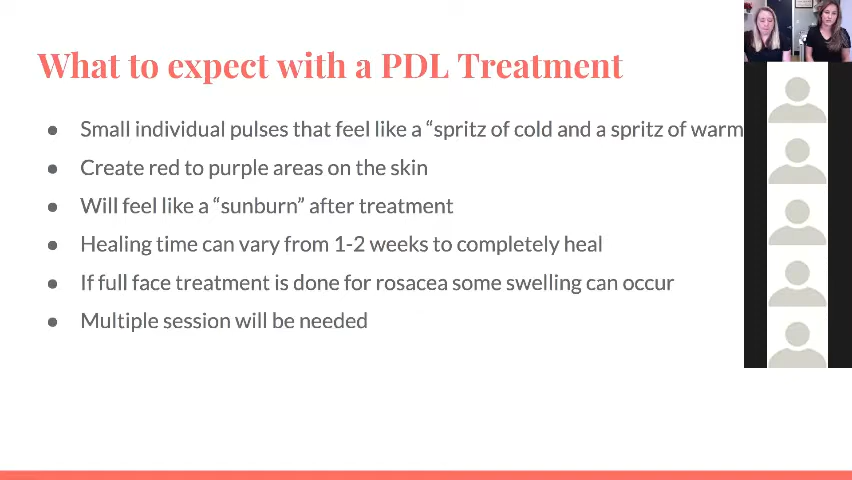 What to expect with a PDL Treatment
● Small individual pulses that feel like a “spritz of cold and a spritz of warm
● Create red to purple areas on the skin
● Will feel like a “sunburn” after treatment
● Healing time can vary from 1-2 weeks to completely heal
● If full face treatment is done for rosacea some swelling can occur
● Multiple session will be needed